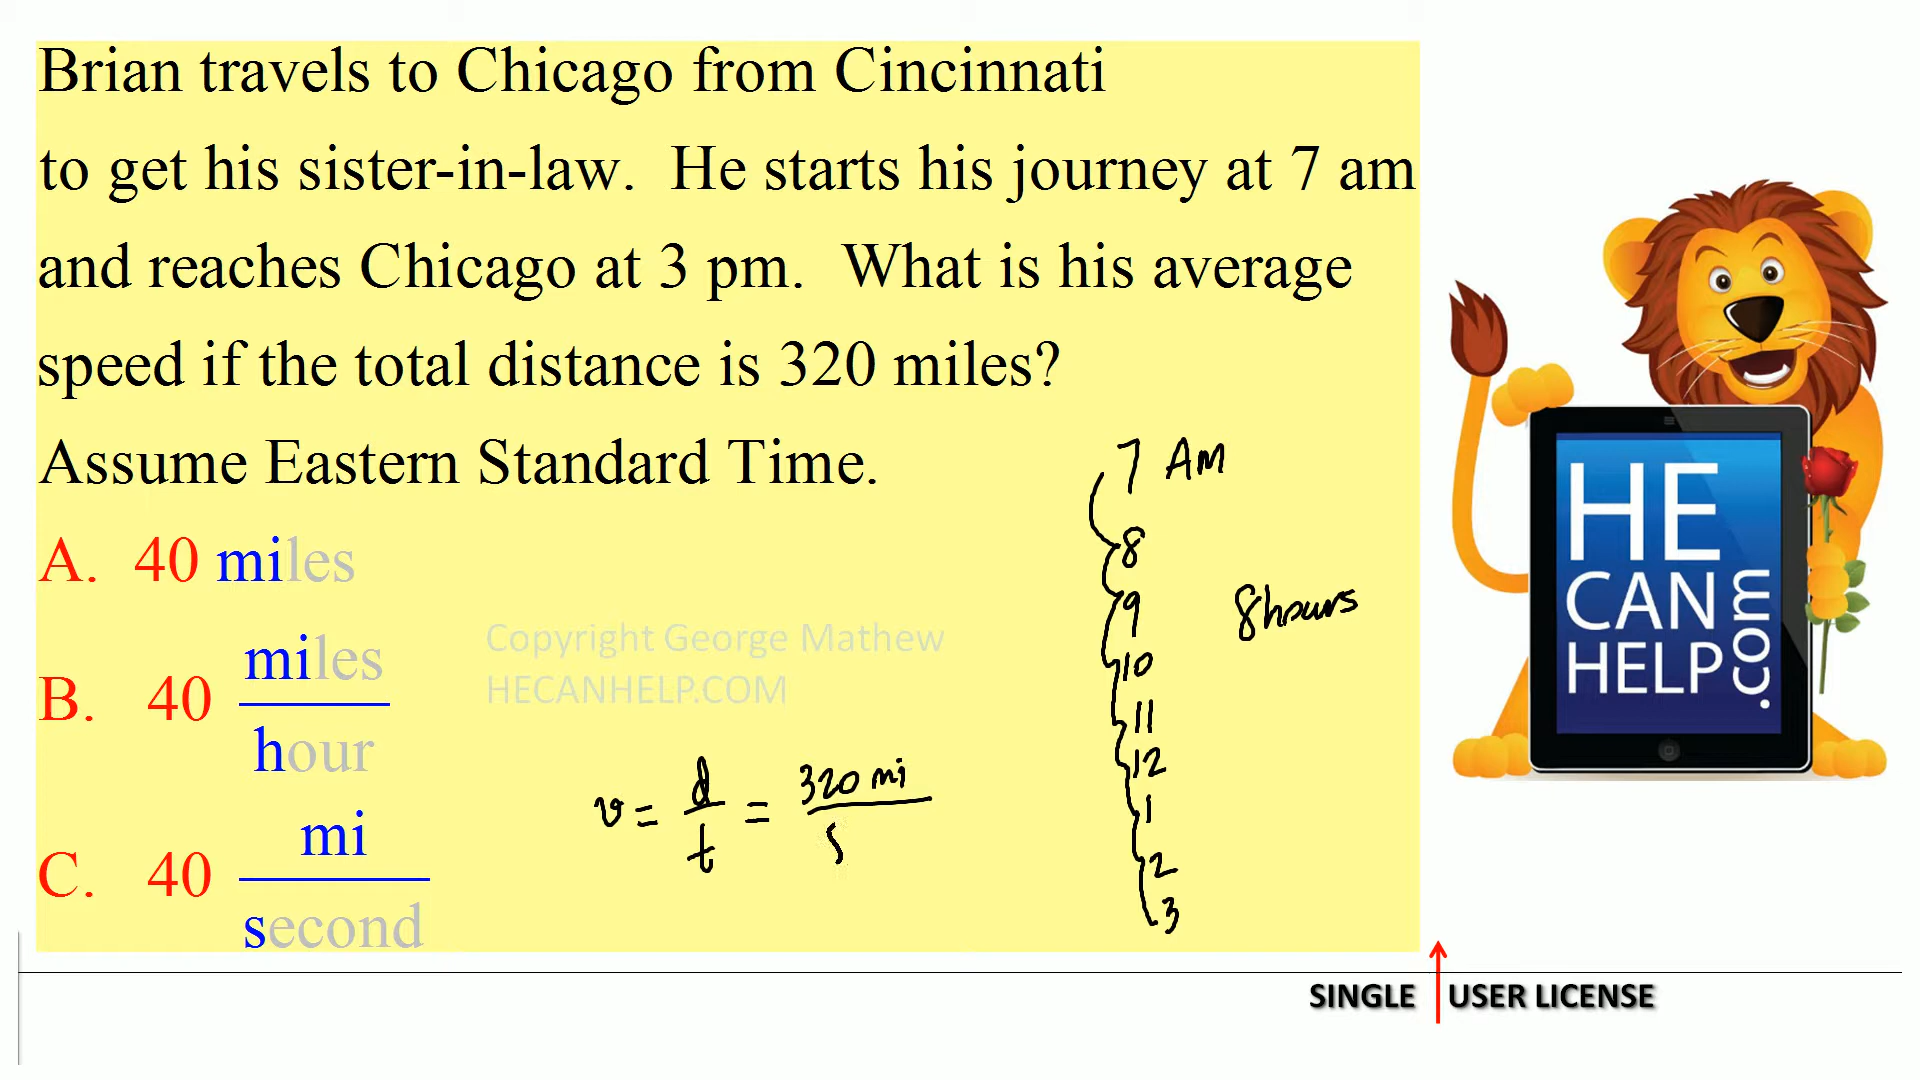 Brian travels to Chicago from Cincinnati
to get his sister-in-law. He starts his journey at 7 am
and reaches Chicago at 3 pm. What is his average
speed if the total distance is 320 miles?
Assume Eastern Standard Time.
A. 40 miles
B. 40 miles
hour
C. 40 mi
second
Copyright George Mathew
HECANHELP.COM
v = d = 320 mi
t
7 AM
8
9
10
11
12
1
2
3
8 hours
HE
CAN
HELP
.com
SINGLE USER LICENSE